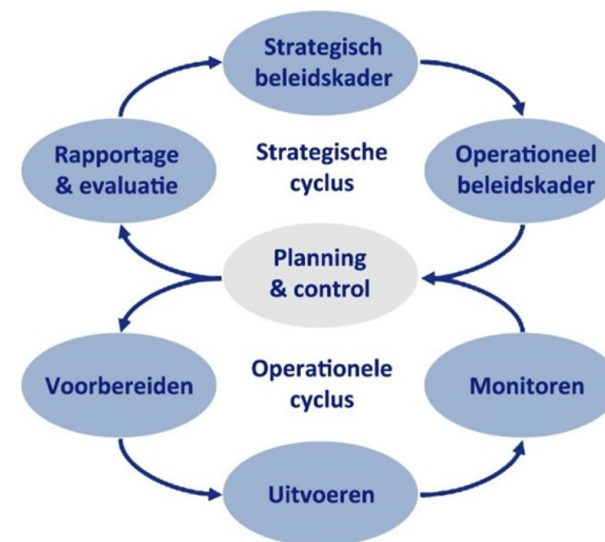 Strategisch
beleidskader
Rapportage
& evaluatie
Strategische
cyclus
Operationeel
beleidskader
Planning
& control
Voorbereiden
Operationele
cyclus
Monitoren
Uitvoeren